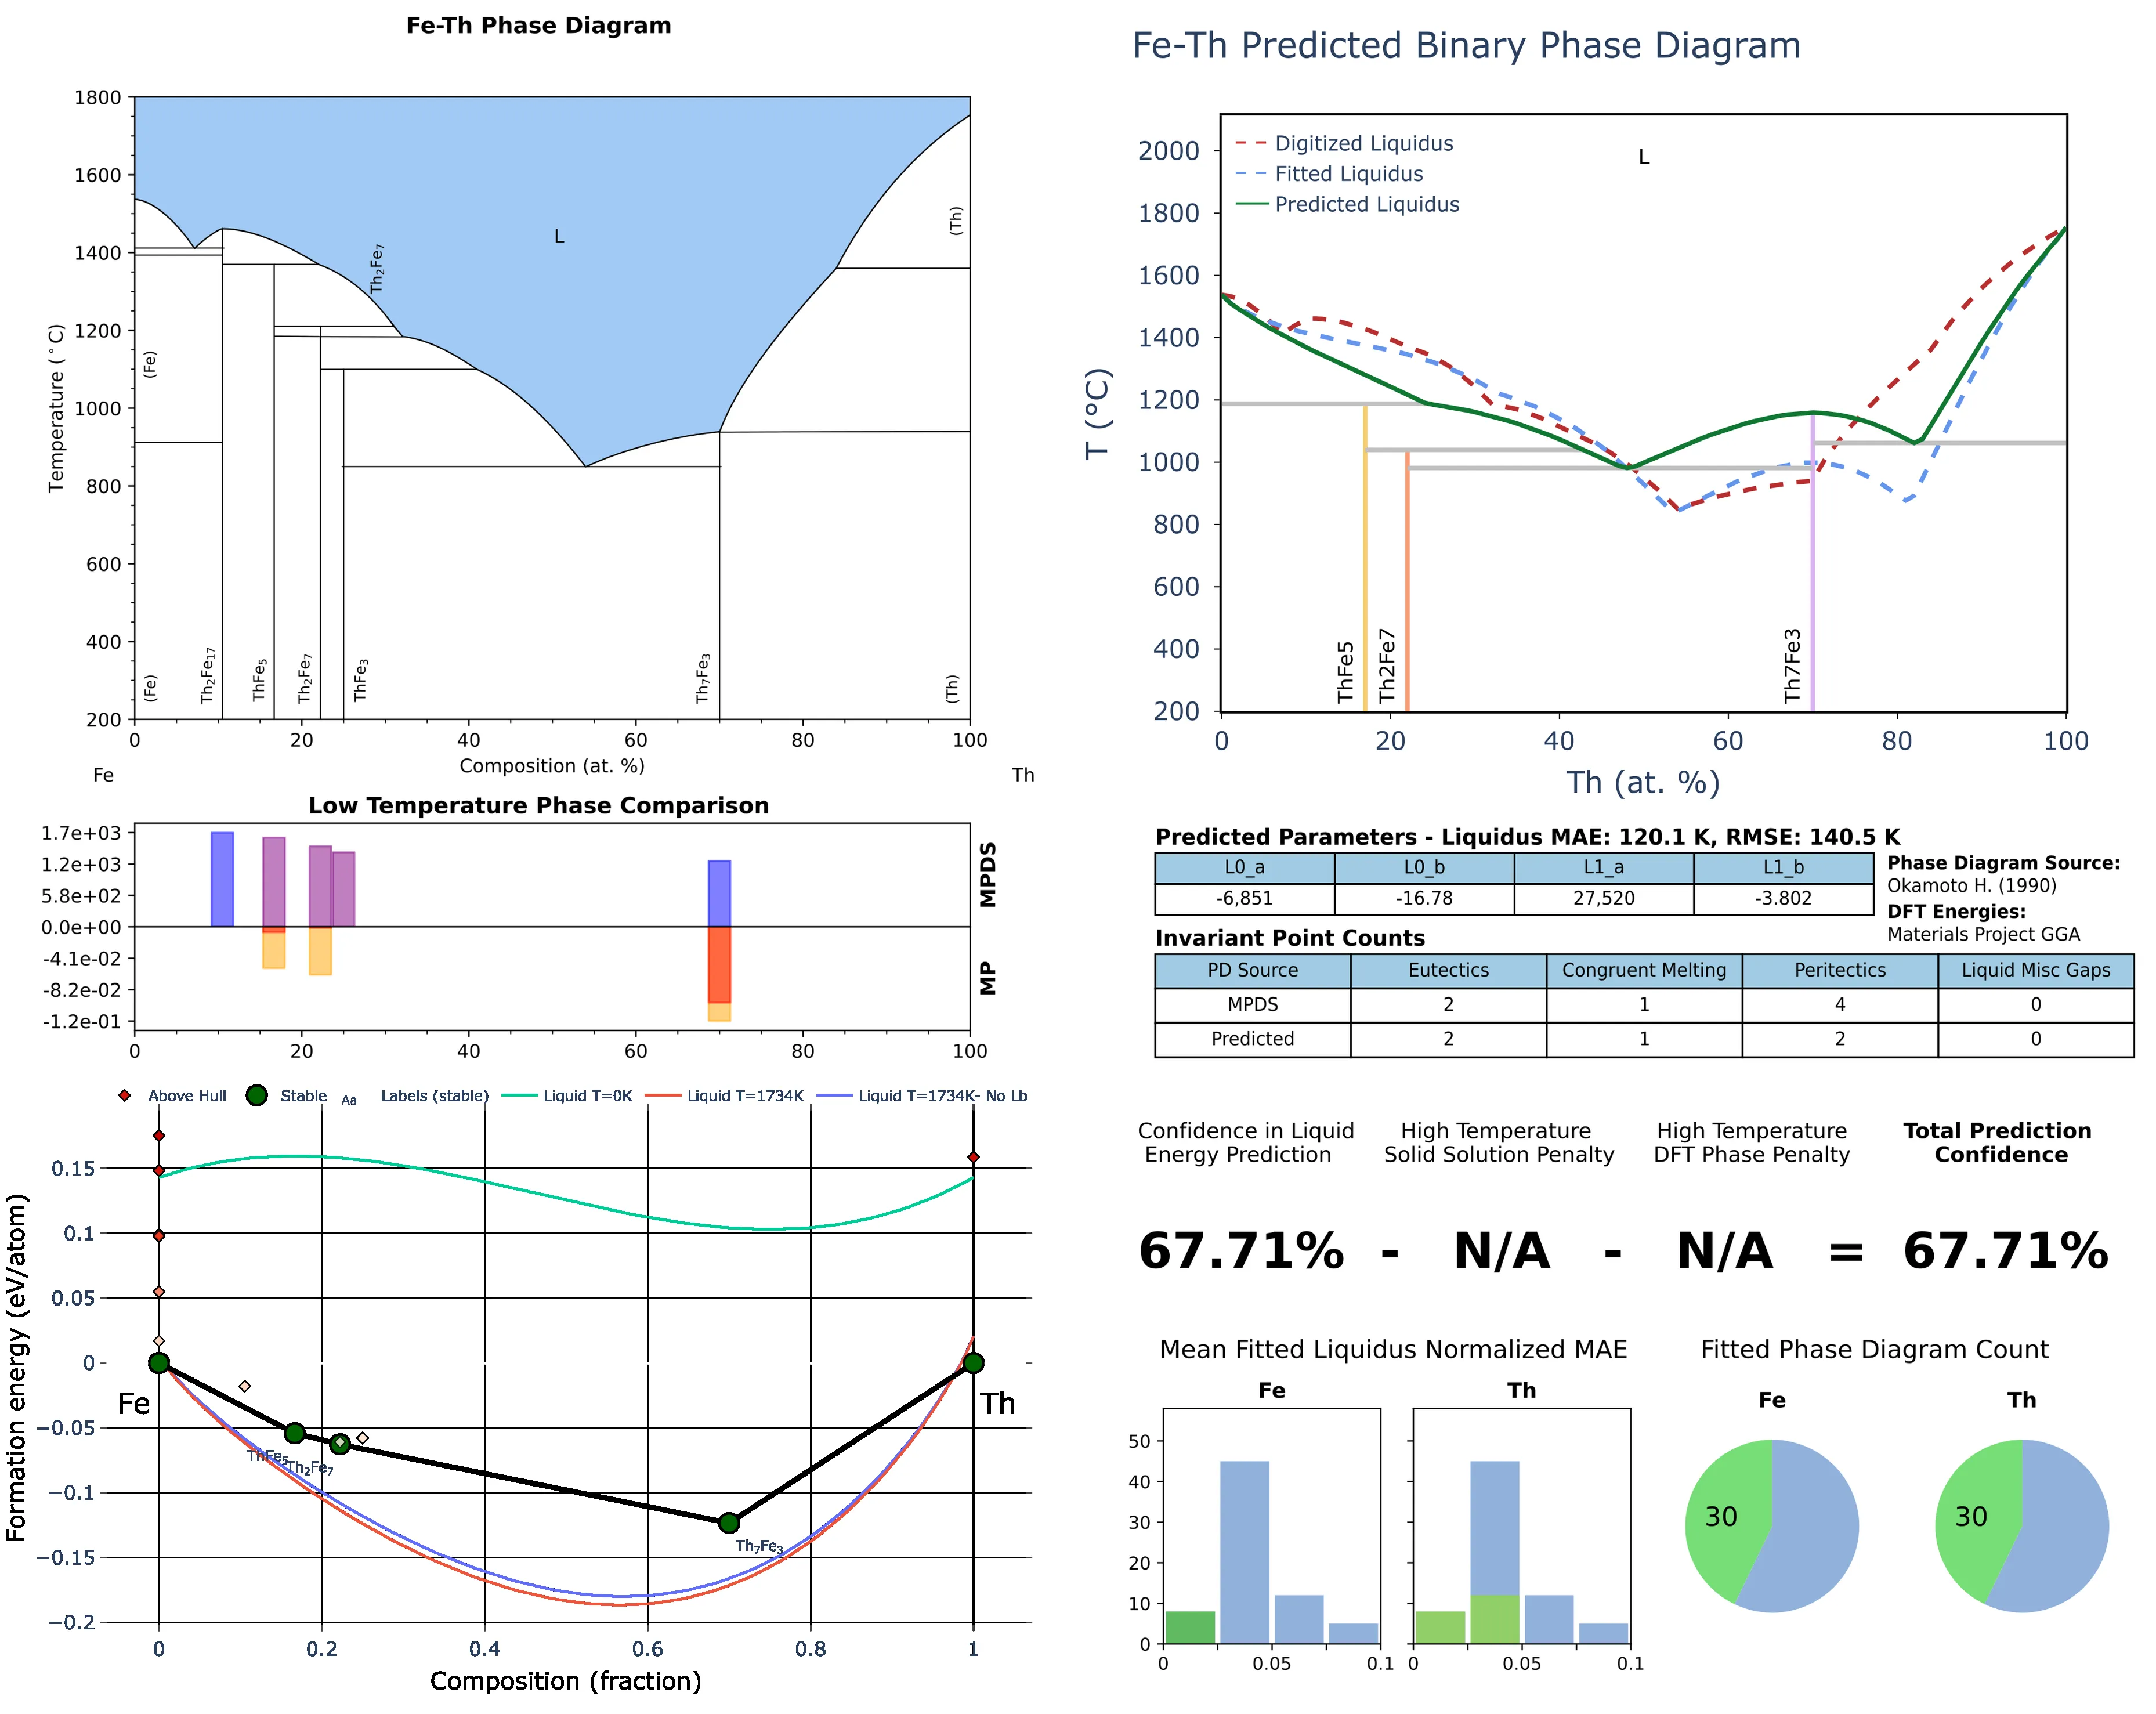 Fe-Th Phase Diagram
1800
1600
1400
1200
1000
800
600
400
200
Temperature (°C)
0
20
40
60
80
100
Composition (at. %)
Fe
Th
L
Th2Fe7
(Th)
(Fe)
(Fe)
Th2Fe17
ThFe5
Th2Fe7
ThFe3
Th7Fe3
(Th)
Low Temperature Phase Comparison
1.7e+03
1.2e+03
5.8e+02
0.0e+00
-4.1e-02
-8.2e-02
-1.2e-01
MPDS
MP
0
20
40
60
80
100
Above Hull
Stable
Aa
Labels (stable)
Liquid T=0K
Liquid T=1734K
Liquid T=1734K- No Lb
0.15
0.1
0.05
0
−0.05
−0.1
−0.15
−0.2
Formation energy (eV/atom)
Fe
Th
ThFe5
Th2Fe7
Th7Fe3
0
0.2
0.4
0.6
0.8
1
Composition (fraction)
Fe-Th Predicted Binary Phase Diagram
Digitized Liquidus
Fitted Liquidus
Predicted Liquidus
L
2000
1800
1600
1400
1200
1000
800
600
400
200
T (°C)
ThFe5
Th2Fe7
Th7Fe3
0
20
40
60
80
100
Th (at. %)
Predicted Parameters - Liquidus MAE: 120.1 K, RMSE: 140.5 K
L0_a L0_b L1_a L1_b
-6,851 -16.78 27,520 -3.802
Phase Diagram Source:
Okamoto H. (1990)
DFT Energies:
Materials Project GGA
Invariant Point Counts
PD Source Eutectics Congruent Melting Peritectics Liquid Misc Gaps
MPDS 2 1 4 0
Predicted 2 1 2 0
Confidence in Liquid
Energy Prediction
High Temperature
Solid Solution Penalty
High Temperature
DFT Phase Penalty
Total Prediction
Confidence
67.71% - N/A - N/A = 67.71%
Mean Fitted Liquidus Normalized MAE
Fe
Th
50
40
30
20
10
0
0
0.05
0.1
0
0.05
0.1
Fitted Phase Diagram Count
Fe
Th
30
30